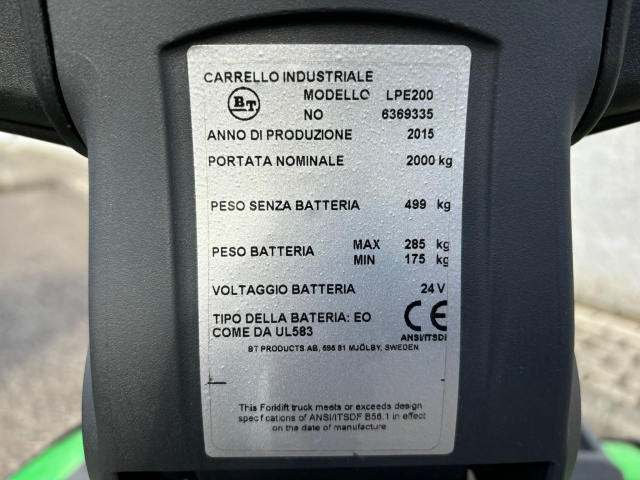 CARRELLO INDUSTRIALE
BT MODELLO LPE200
NO 6369335
ANNO DI PRODUZIONE 2015
PORTATA NOMINALE 2000 kg
PESO SENZA BATTERIA 499 kg
PESO BATTERIA MAX 285 kg
MIN 175 kg
VOLTAGGIO BATTERIA 24 V
TIPO DELLA BATTERIA: EO
COME DA UL583
CE
ANSI/ITSDF
BT PRODUCTS AB, 595 81 MJÖLBY, SWEDEN
This Forklift truck meets or exceeds design
specifications of ANSI/ITSDF B56.1 in effect
on the date of manufacture